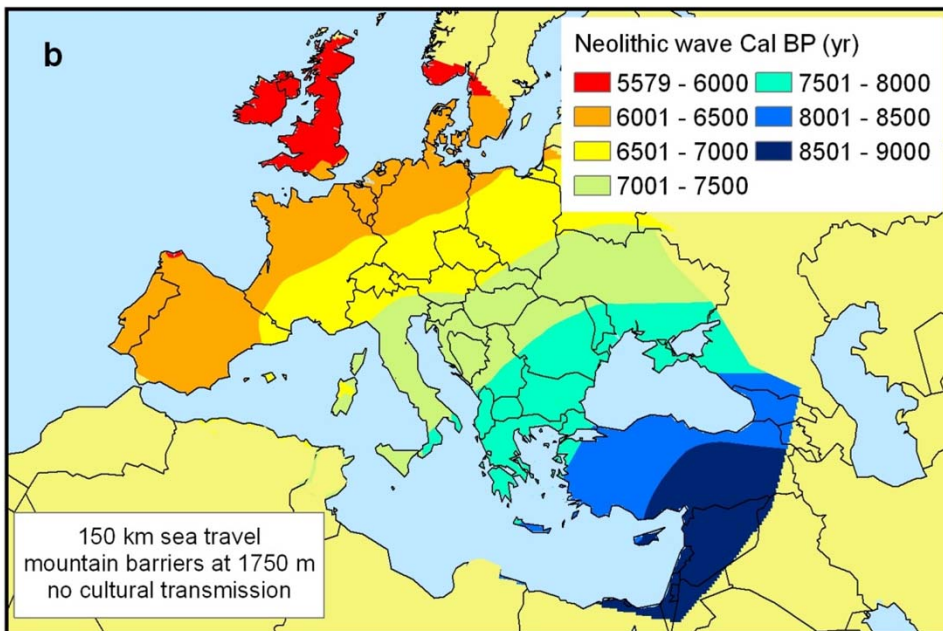 b
Neolithic wave Cal BP (yr)
5579 - 6000
7501 - 8000
6001 - 6500
8001 - 8500
6501 - 7000
8501 - 9000
7001 - 7500
150 km sea travel
mountain barriers at 1750 m
no cultural transmission